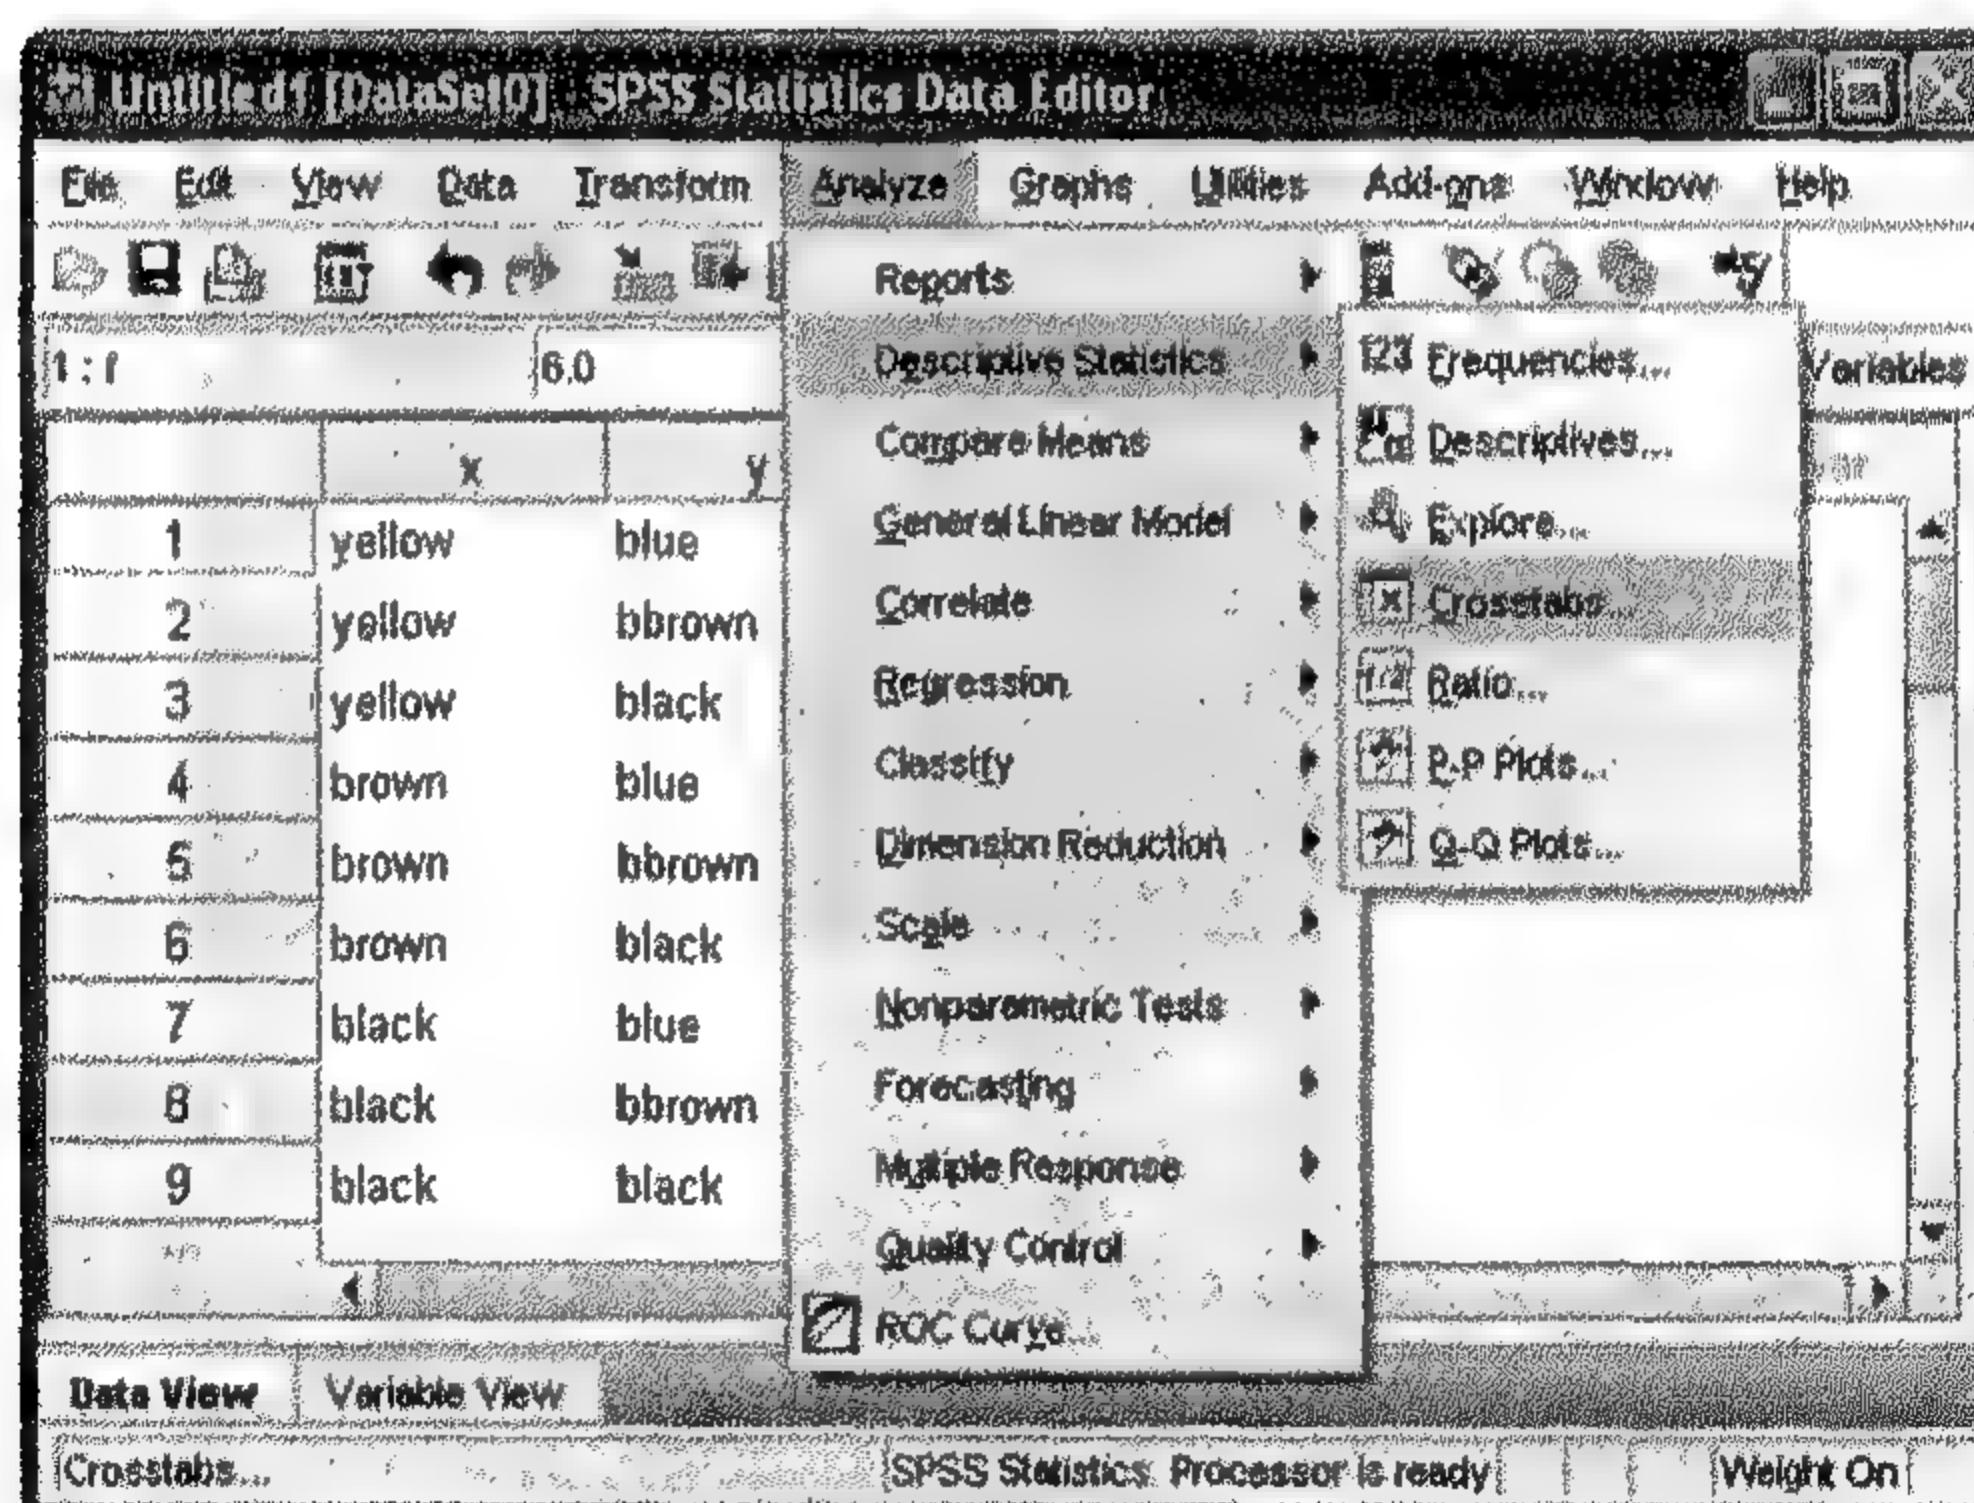 Untitled1 [DataSet0] - SPSS Statistics Data Editor
File Edit View Data Transform Analyze Graphs Utilities Add-ons Window Help
1 : f 6.0 Variables
x y
1 yellow blue
2 yellow bbrown
3 yellow black
4 brown blue
5 brown bbrown
6 brown black
7 black blue
8 black bbrown
9 black black
Reports
Descriptive Statistics
Compare Means
General Linear Model
Correlate
Regression
Classify
Dimension Reduction
Scale
Nonparametric Tests
Forecasting
Multiple Response
Quality Control
ROC Curve...
123 Frequencies...
Descriptives...
Explore...
Crosstabs...
Ratio...
P-P Plots...
Q-Q Plots...
Data View Variable View
Crosstabs... SPSS Statistics Processor is ready Weight On